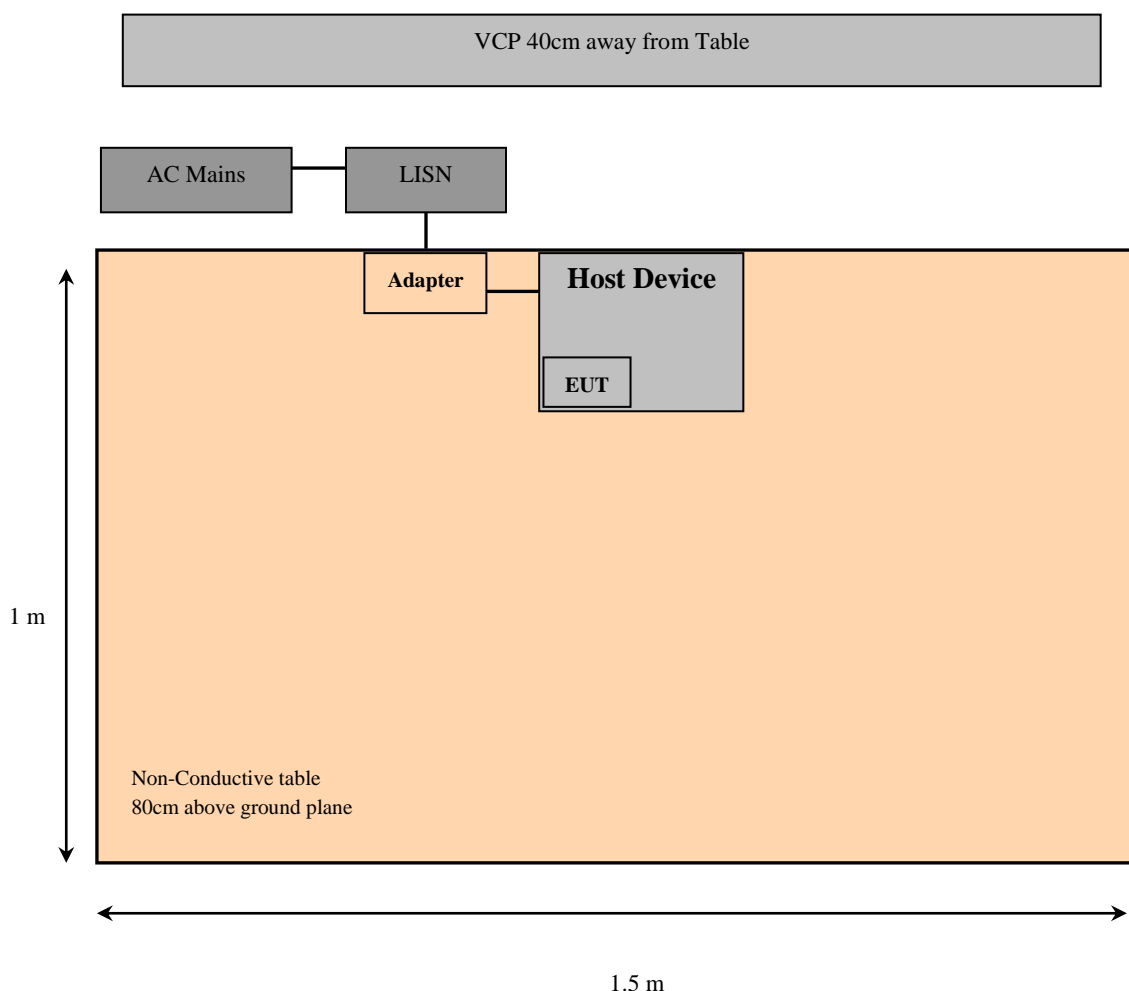 VCP 40cm away from Table
AC Mains
LISN
Adapter
Host Device
EUT
1 m
Non-Conductive table
80cm above ground plane
1.5 m